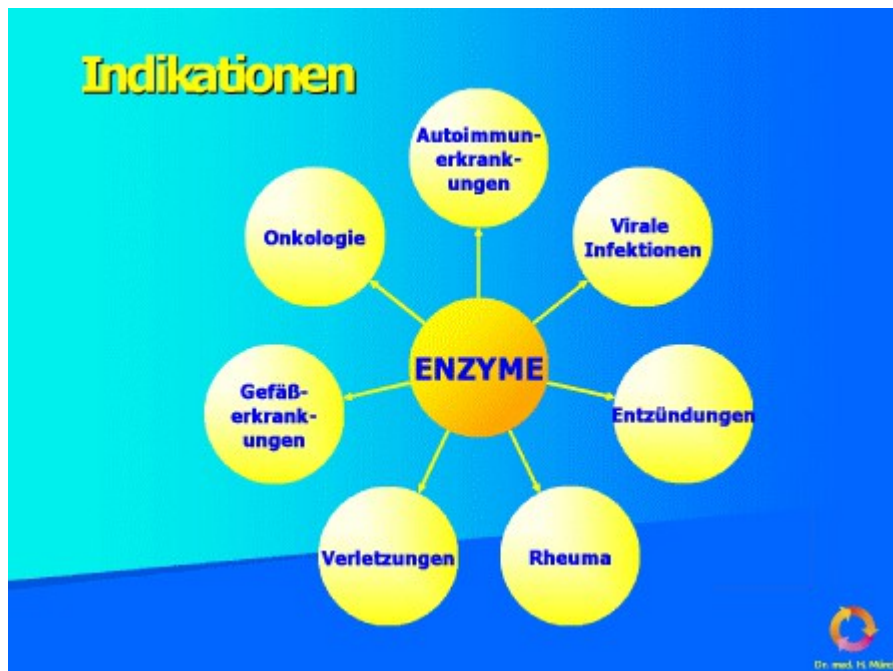 Indikationen
Autoimmun-
erkrank-
ungen
Onkologie
Virale
Infektionen
ENZYME
Gefäß-
erkrank-
ungen
Entzündungen
Verletzungen
Rheuma
Dr. med. H.